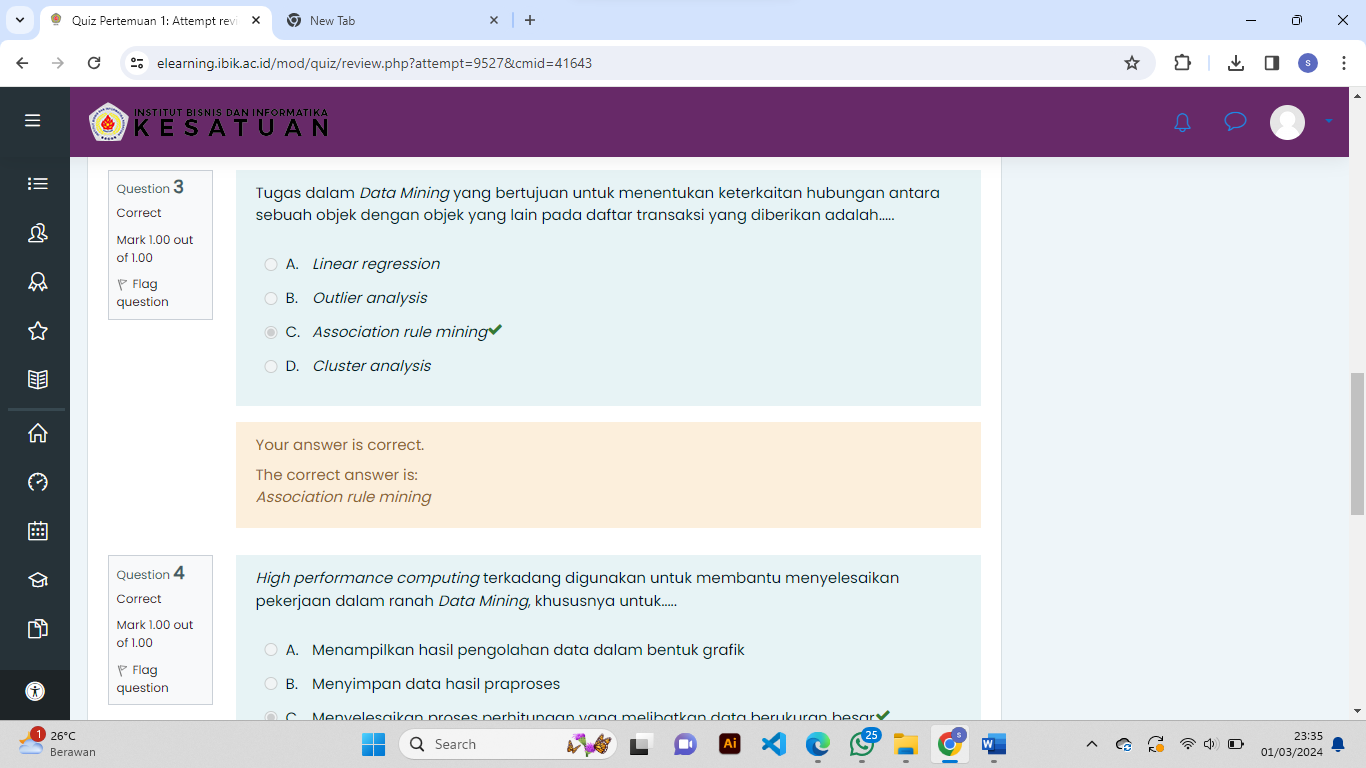 Quiz Pertemuan 1: Attempt revi
New Tab
elearning.ibik.ac.id/mod/quiz/review.php?attempt=9527&cmid=41643
S
INSTITUT BISNIS DAN INFORMATIKA
KESATUAN
Question 3
Correct
Mark 1.00 out
of 1.00
Flag
question
Tugas dalam Data Mining yang bertujuan untuk menentukan keterkaitan hubungan antara
sebuah objek dengan objek yang lain pada daftar transaksi yang diberikan adalah.....
A. Linear regression
B. Outlier analysis
C. Association rule mining
D. Cluster analysis
Your answer is correct.
The correct answer is:
Association rule mining
Question 4
Correct
Mark 1.00 out
of 1.00
Flag
question
High performance computing terkadang digunakan untuk membantu menyelesaikan
pekerjaan dalam ranah Data Mining, khususnya untuk.....
A. Menampilkan hasil pengolahan data dalam bentuk grafik
B. Menyimpan data hasil praproses
C. Menyelesaikan proses perhitungan yang melibatkan data berukuran besar
1
26°C
Berawan
Search
Ai
25
S
W
23:35
01/03/2024